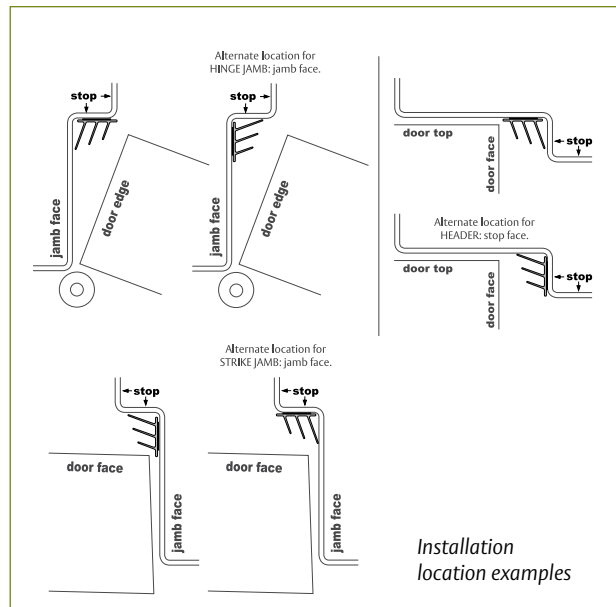 Alternate location for
HINGE JAMB: jamb face.
stop
jamb face
door edge
stop
jamb face
door edge
stop
door top
door face
Alternate location for
HEADER: stop face.
stop
door top
door face
Alternate location for
STRIKE JAMB: jamb face.
stop
door face
jamb face
stop
door face
jamb face
Installation
location examples